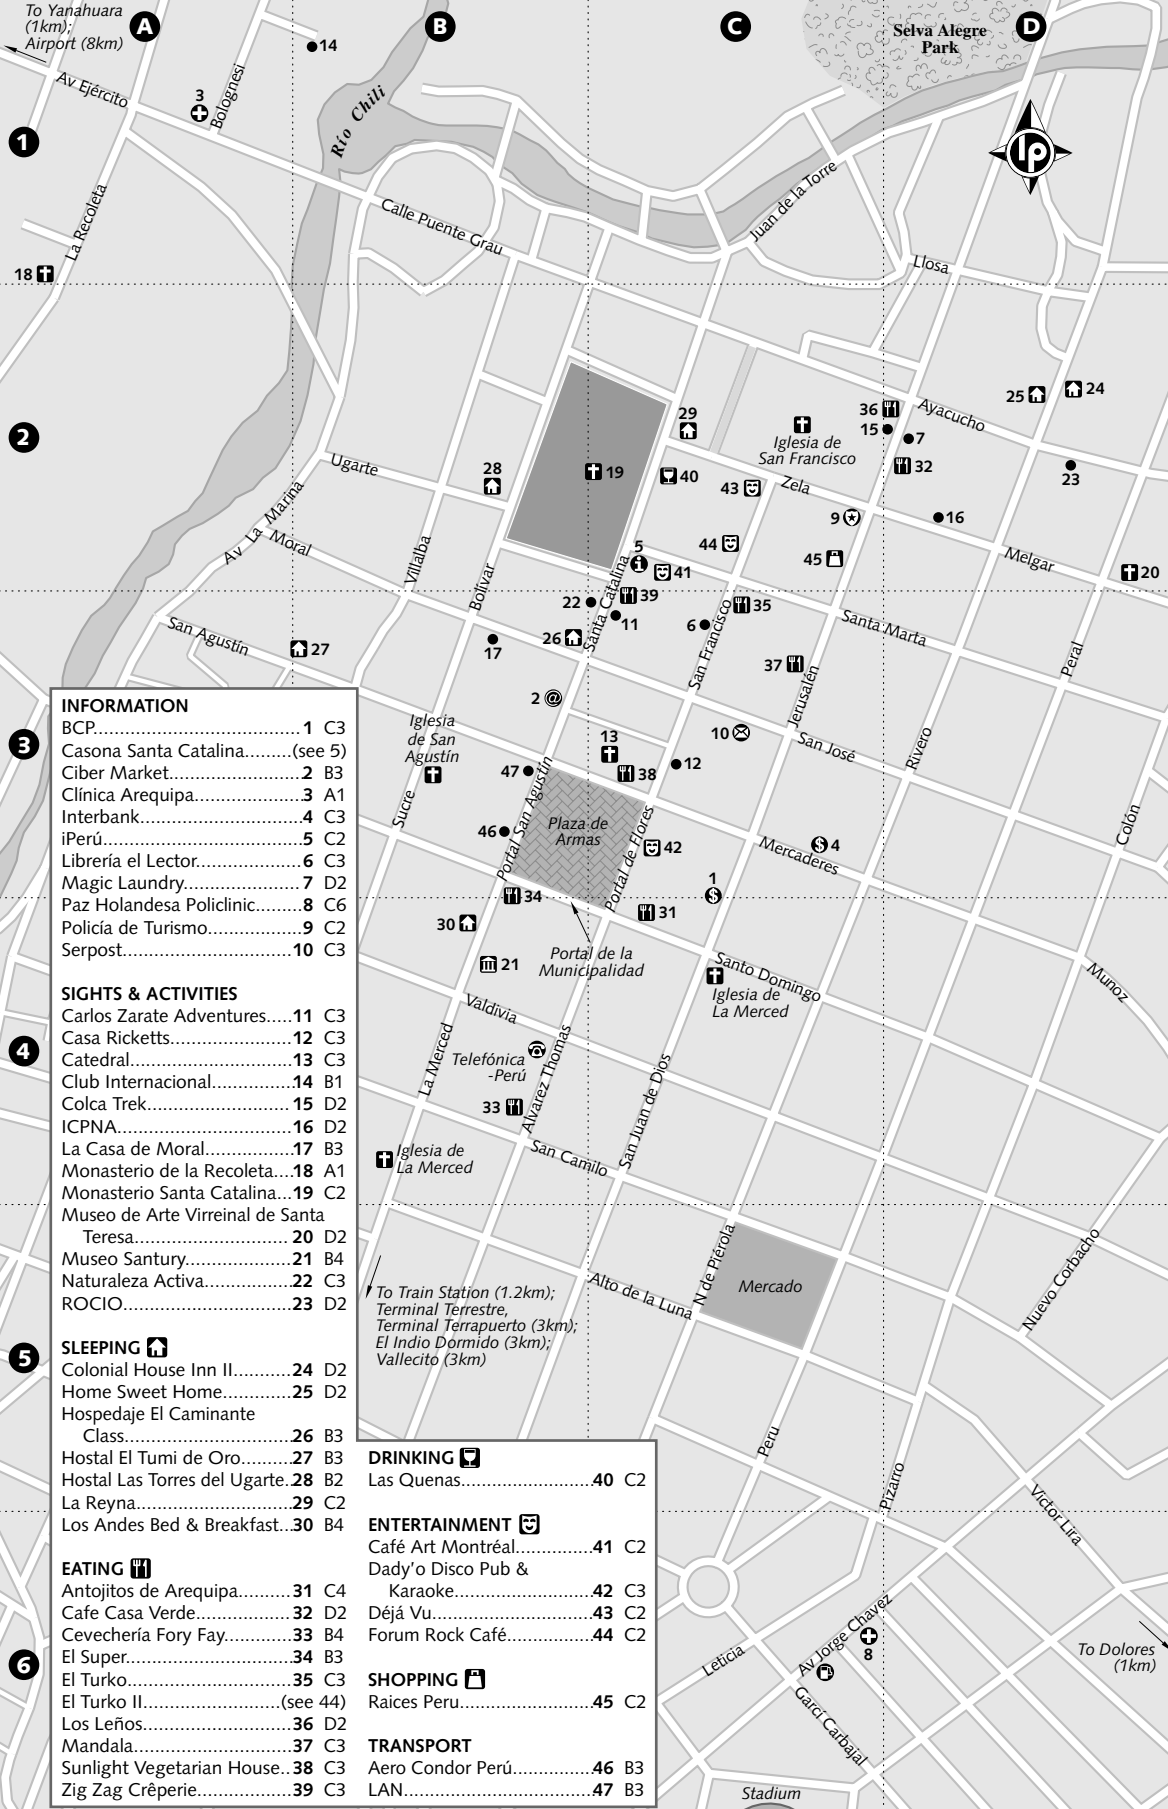 To Yanahuara
(1km);
Airport (8km)
A
B
C
D
Selva Alegre
Park
14
Av Ejército
3
Bolognesi
Río Chili
1
lp
La Recoleta
Calle Puente Grau
Juan de la Torre
Llosa
18
2
29
36
Ayacucho
25
24
15
7
Iglesia de
San Francisco
32
23
Ugarte
28
19
40
43
Zela
9
16
Av La Marina
Moral
Villalba
5
44
45
Melgar
41
20
Bolívar
Santa Catalina
22
39
11
35
6
Santa Marta
San Agustín
27
17
26
San Francisco
37
Jerusalén
Peral
2
3
Iglesia
de San
Agustín
13
10
San José
Rivero
47
38
12
Sucre
Portal San Agustín
46
Plaza de
Armas
Portal de Flores
42
Mercaderes
4
Colón
1
34
31
30
Portal de la
Municipalidad
21
Santo Domingo
Iglesia de
La Merced
Munoz
Valdivia
4
La Merced
Telefónica
-Perú
Alvarez Thomas
San Juan de Dios
33
San Camilo
Iglesia de
La Merced
N de Piérola
Mercado
Nuevo Corbacho
Alto de la Luna
To Train Station (1.2km);
Terminal Terrestre,
Terminal Terrapuerto (3km);
El Indio Dormido (3km);
Vallecito (3km)
5
Peru
Pizarro
Victor Lira
Av Jorge Chavez
8
Leticia
Garcí Carbajal
To Dolores
(1km)
6
Stadium
INFORMATION
BCP 1 C3
Casona Santa Catalina (see 5)
Ciber Market 2 B3
Clínica Arequipa 3 A1
Interbank 4 C3
iPerú 5 C2
Librería el Lector 6 C3
Magic Laundry 7 D2
Paz Holandesa Policlinic 8 C6
Policía de Turismo 9 C2
Serpost 10 C3
SIGHTS & ACTIVITIES
Carlos Zarate Adventures 11 C3
Casa Ricketts 12 C3
Catedral 13 C3
Club Internacional 14 B1
Colca Trek 15 D2
ICPNA 16 D2
La Casa de Moral 17 B3
Monasterio de la Recoleta 18 A1
Monasterio Santa Catalina 19 C2
Museo de Arte Virreinal de Santa
Teresa 20 D2
Museo Santury 21 B4
Naturaleza Activa 22 C3
ROCIO 23 D2
SLEEPING
Colonial House Inn II 24 D2
Home Sweet Home 25 D2
Hospedaje El Caminante
Class 26 B3
Hostal El Tumi de Oro 27 B3
Hostal Las Torres del Ugarte 28 B2
La Reyna 29 C2
Los Andes Bed & Breakfast 30 B4
EATING
Antojitos de Arequipa 31 C4
Cafe Casa Verde 32 D2
Cevechería Fory Fay 33 B4
El Super 34 B3
El Turko 35 C3
El Turko II (see 44)
Los Leños 36 D2
Mandala 37 C3
Sunlight Vegetarian House 38 C3
Zig Zag Crêperie 39 C3
DRINKING
Las Quenas 40 C2
ENTERTAINMENT
Café Art Montréal 41 C2
Dady'o Disco Pub &
Karaoke 42 C3
Déjá Vu 43 C2
Forum Rock Café 44 C2
SHOPPING
Raices Peru 45 C2
TRANSPORT
Aero Condor Perú 46 B3
LAN 47 B3